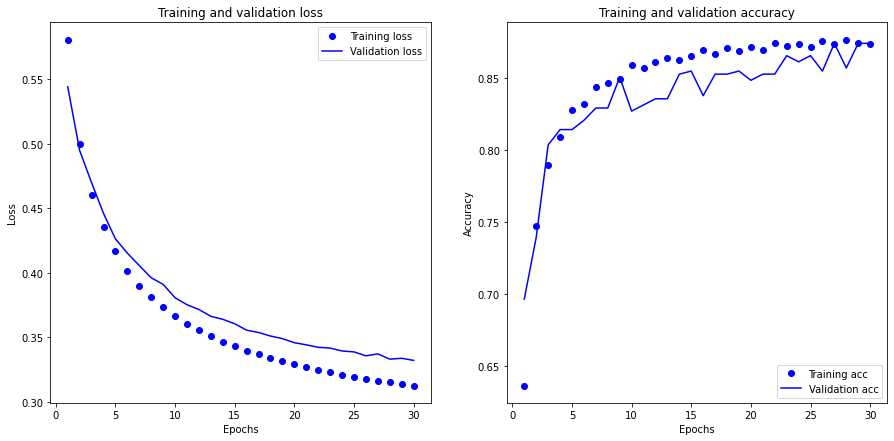 Training and validation loss
Training loss
Validation loss
0.55
0.50
0.45
0.40
0.35
0.30
Loss
0 5 10 15 20 25 30
Epochs
Training and validation accuracy
0.85
0.80
0.75
0.70
0.65
Accuracy
Training acc
Validation acc
0 5 10 15 20 25 30
Epochs